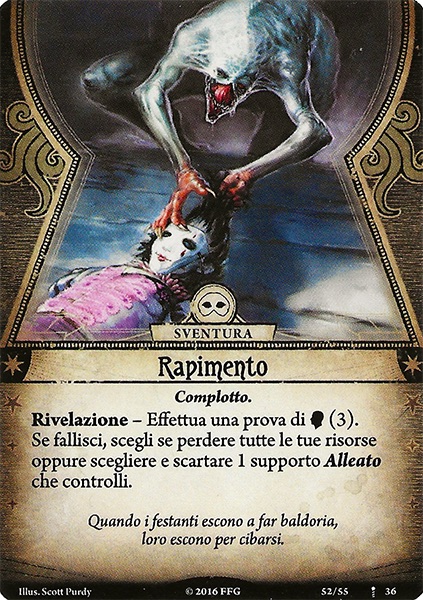 SVENTURA
Rapimento
Complotto.
Rivelazione – Effettua una prova di (3).
Se fallisci, scegli se perdere tutte le tue risorse
oppure scegliere e scartare 1 supporto Alleato
che controlli.
Quando i festanti escono a far baldoria,
loro escono per cibarsi.
Illus. Scott Purdy © 2016 FFG 52/55 36